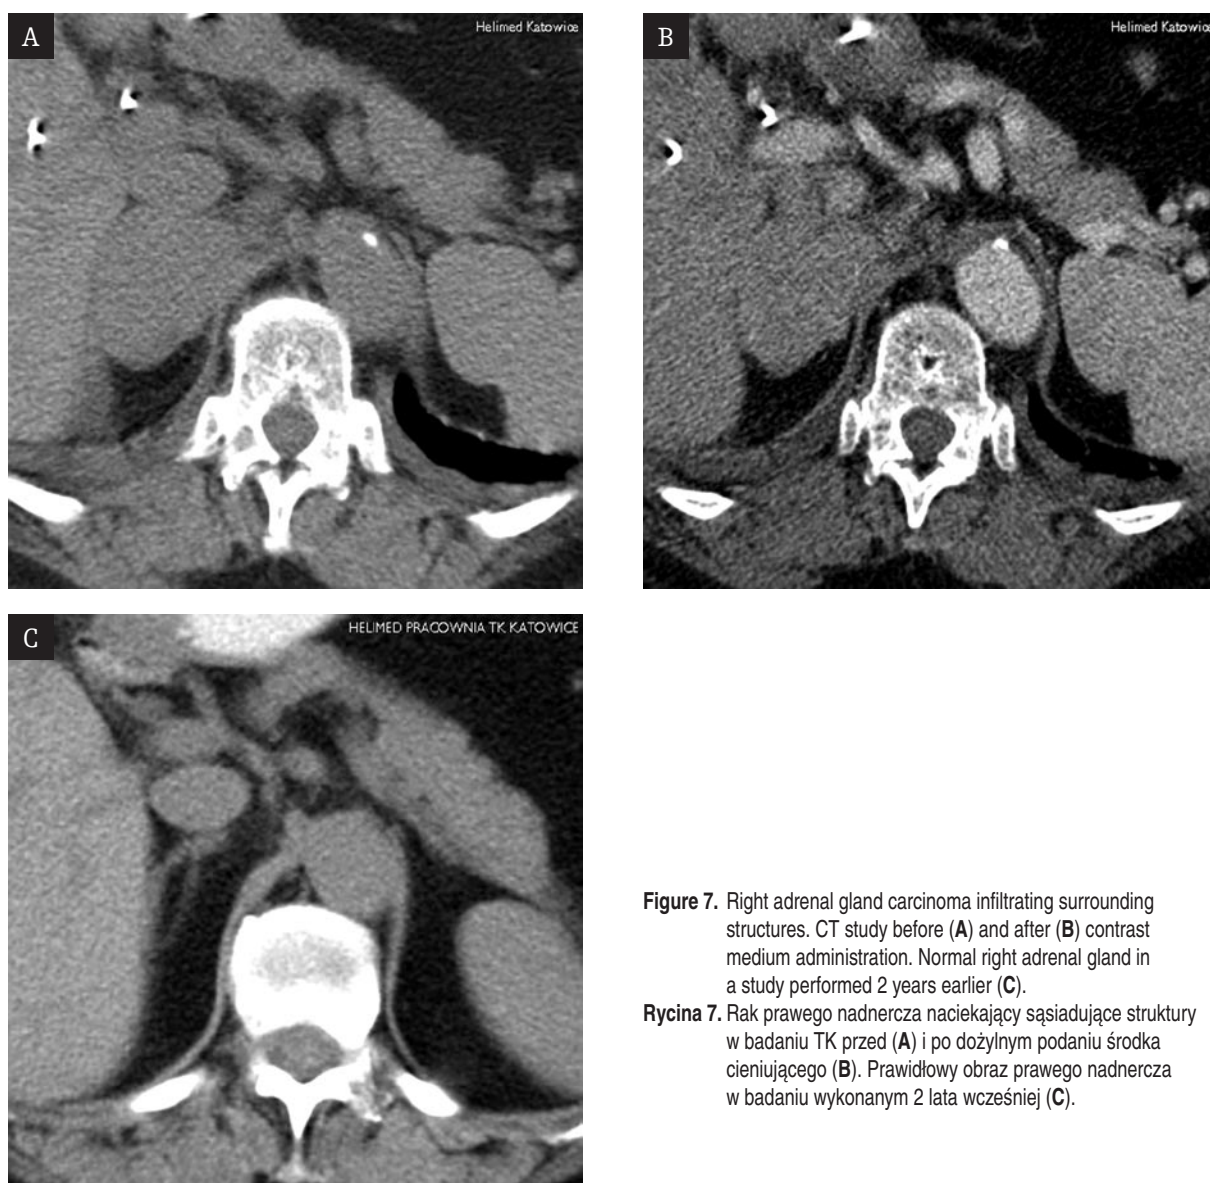 A
Helimed Katowice
B
Helimed Katowic
C
HELIMED PRACOWNIA TK KATOWICE
Figure 7. Right adrenal gland carcinoma infiltrating surrounding
structures. CT study before (A) and after (B) contrast
medium administration. Normal right adrenal gland in
a study performed 2 years earlier (C).
Rycina 7. Rak prawego nadnercza naciekający sąsiadujące struktury
w badaniu TK przed (A) i po dożylnym podaniu środka
cieniującego (B). Prawidłowy obraz prawego nadnercza
w badaniu wykonanym 2 lata wcześniej (C).